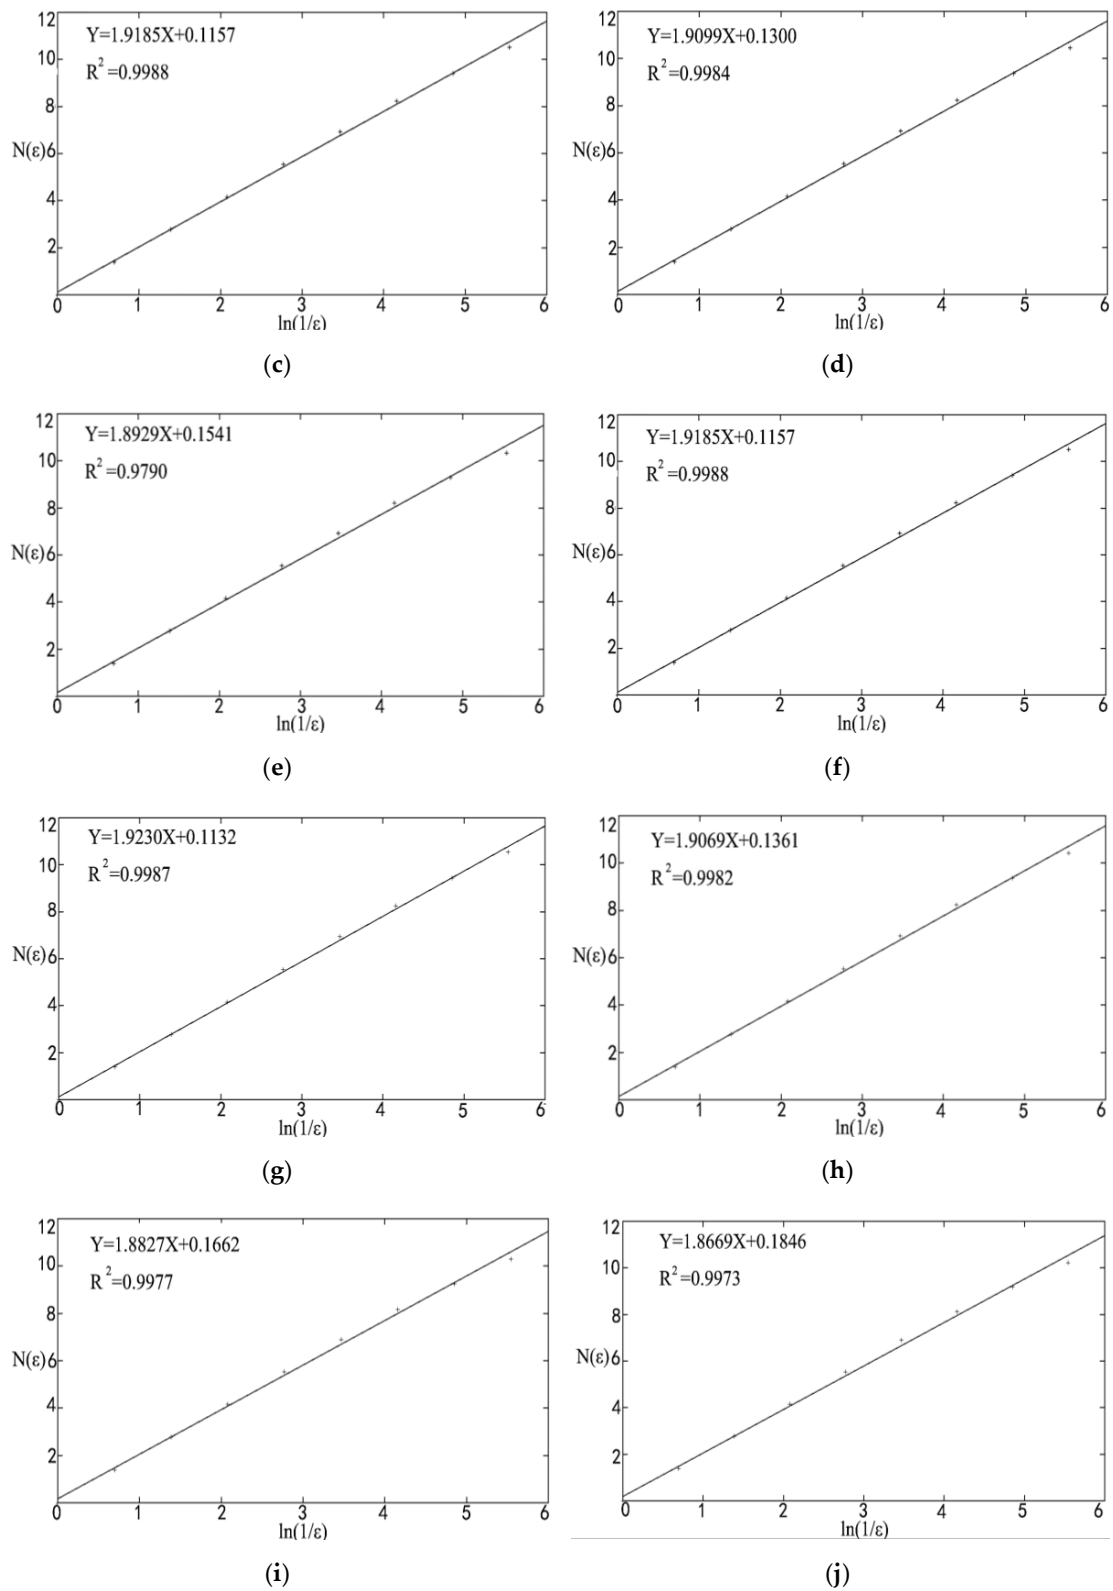 Y=1.9185X+0.1157
R²=0.9988
12
10
8
N(ε)6
4
2
0 1 2 3 4 5 6
ln(1/ε)
(c)
Y=1.9099X+0.1300
R²=0.9984
12
10
8
N(ε)6
4
2
0 1 2 3 4 5 6
ln(1/ε)
(d)
Y=1.8929X+0.1541
R²=0.9790
12
10
8
N(ε)6
4
2
0 1 2 3 4 5 6
ln(1/ε)
(e)
Y=1.9185X+0.1157
R²=0.9988
12
10
8
N(ε)6
4
2
0 1 2 3 4 5 6
ln(1/ε)
(f)
Y=1.9230X+0.1132
R²=0.9987
12
10
8
N(ε)6
4
2
0 1 2 3 4 5 6
ln(1/ε)
(g)
Y=1.9069X+0.1361
R²=0.9982
12
10
8
N(ε)6
4
2
0 1 2 3 4 5 6
ln(1/ε)
(h)
Y=1.8827X+0.1662
R²=0.9977
12
10
8
N(ε)6
4
2
0 1 2 3 4 5 6
ln(1/ε)
(i)
Y=1.8669X+0.1846
R²=0.9973
12
10
8
N(ε)6
4
2
0 1 2 3 4 5 6
ln(1/ε)
(j)